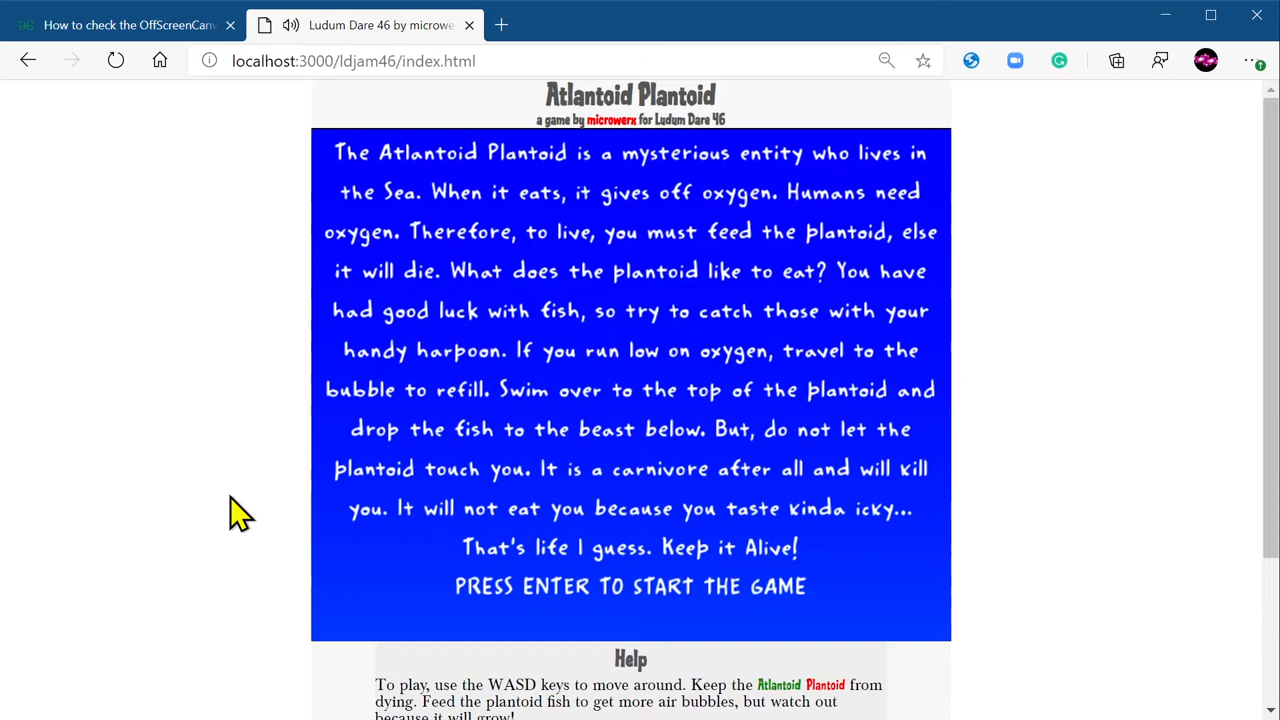 How to check the OffScreenCan
Ludum Dare 46 by microwe
localhost:3000/ldjam46/index.html
Atlantoid Plantoid
a game by microwerx for Ludum Dare 46
The Atlantoid Plantoid is a mysterious entity who lives in
the Sea. When it eats, it gives off oxygen. Humans need
oxygen. Therefore, to live, you must feed the plantoid, else
it will die. What does the plantoid like to eat? You have
had good luck with fish, so try to catch those with your
handy harpoon. If you run low on oxygen, travel to the
bubble to refill. Swim over to the top of the plantoid and
drop the fish to the beast below. But, do not let the
plantoid touch you. It is a carnivore after all and will kill
you. It will not eat you because you taste kinda icky...
That's life I guess. Keep it Alive!
PRESS ENTER TO START THE GAME
Help
To play, use the WASD keys to move around. Keep the Atlantoid Plantoid from
dying. Feed the plantoid fish to get more air bubbles, but watch out
because it will grow!